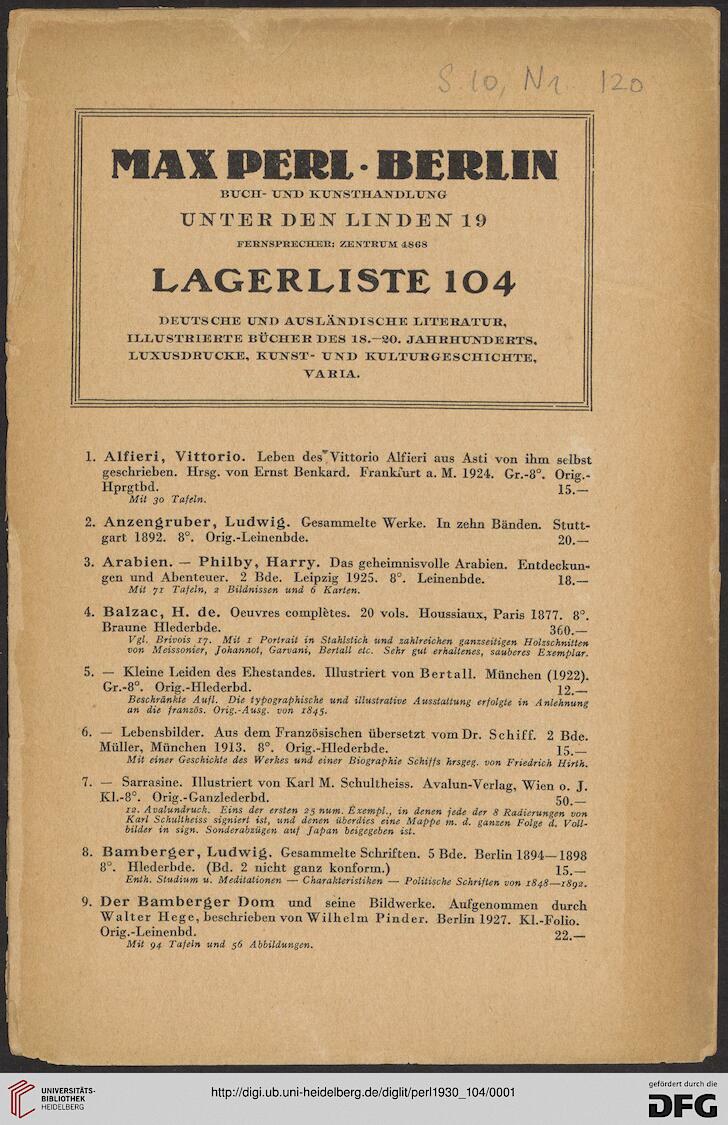 S. 10, Nr. 120
MAX PERL · BERLIN
BUCH- UND KUNSTHANDLUNG
UNTER DEN LINDEN 19
FERNSPRECHER: ZENTRUM 4868
LAGERLISTE 104
DEUTSCHE UND AUSLÄNDISCHE LITERATUR,
ILLUSTRIERTE BÜCHER DES 18.—20. JAHRHUNDERTS,
LUXUSDRUCKE, KUNST- UND KULTURGESCHICHTE,
VARIA.
1. Alfieri, Vittorio. Leben des Vittorio Alfieri aus Asti von ihm selbst
geschrieben. Hrsg. von Ernst Benkard. Frankfurt a. M. 1924. Gr.-8°. Orig.-
Hprgtbd. 15.—
Mit 30 Tafeln.
2. Anzengruber, Ludwig. Gesammelte Werke. In zehn Bänden. Stutt-
gart 1892. 8°. Orig.-Leinenbde. 20.—
3. Arabien. — Philby, Harry. Das geheimnisvolle Arabien. Entdeckun-
gen und Abenteuer. 2 Bde. Leipzig 1925. 8°. Leinenbde. 18.—
Mit 71 Tafeln, 2 Bildnissen und 6 Karten.
4. Balzac, H. de. Oeuvres complètes. 20 vols. Houssiaux, Paris 1877. 8°.
Braune Hlederbde. 360.—
Vgl. Brivois 17. Mit 1 Portrait in Stahlstich und zahlreichen ganzseitigen Holzschnitten
von Meissonier, Johannot, Garvani, Bertall etc. Sehr gut erhaltenes, sauberes Exemplar.
5. — Kleine Leiden des Ehestandes. Illustriert von Bertall. München (1922).
Gr.-8°. Orig.-Hlederbd. 12.—
Beschränkte Aufl. Die typographische und illustrative Ausstattung erfolgte in Anlehnung
an die französ. Orig.-Ausg. von 1845.
6. — Lebensbilder. Aus dem Französischen übersetzt vom Dr. Schiff. 2 Bde.
Müller, München 1913. 8°. Orig.-Hlederbde. 15.—
Mit einer Geschichte des Werkes und einer Biographie Schiffs hrsgeg. von Friedrich Hirth.
7. — Sarrasine. Illustriert von Karl M. Schultheiss. Avalun-Verlag, Wien o. J.
Kl.-8°. Orig.-Ganzlederbd. 50.—
12. Avalundruck. Eins der ersten 25 num. Exempl., in denen jede der 8 Radierungen von
Karl Schultheiss signiert ist, und denen überdies eine Mappe m. d. ganzen Folge d. Voll-
bilder in sign. Sonderabzügen auf Japan beigegeben ist.
8. Bamberger, Ludwig. Gesammelte Schriften. 5 Bde. Berlin 1894—1898
8°. Hlederbde. (Bd. 2 nicht ganz konform.) 15.—
Enth. Studium u. Meditationen — Charakteristiken — Politische Schriften von 1848—1892.
9. Der Bamberger Dom und seine Bildwerke. Aufgenommen durch
Walter Hege, beschrieben von Wilhelm Pinder. Berlin 1927. Kl.-Folio.
Orig.-Leinenbd. 22.—
Mit 94 Tafeln und 56 Abbildungen.
UNIVERSITÄTS-
BIBLIOTHEK
HEIDELBERG
http://digi.ub.uni-heidelberg.de/diglit/perl1930_104/0001
gefördert durch die
DFG